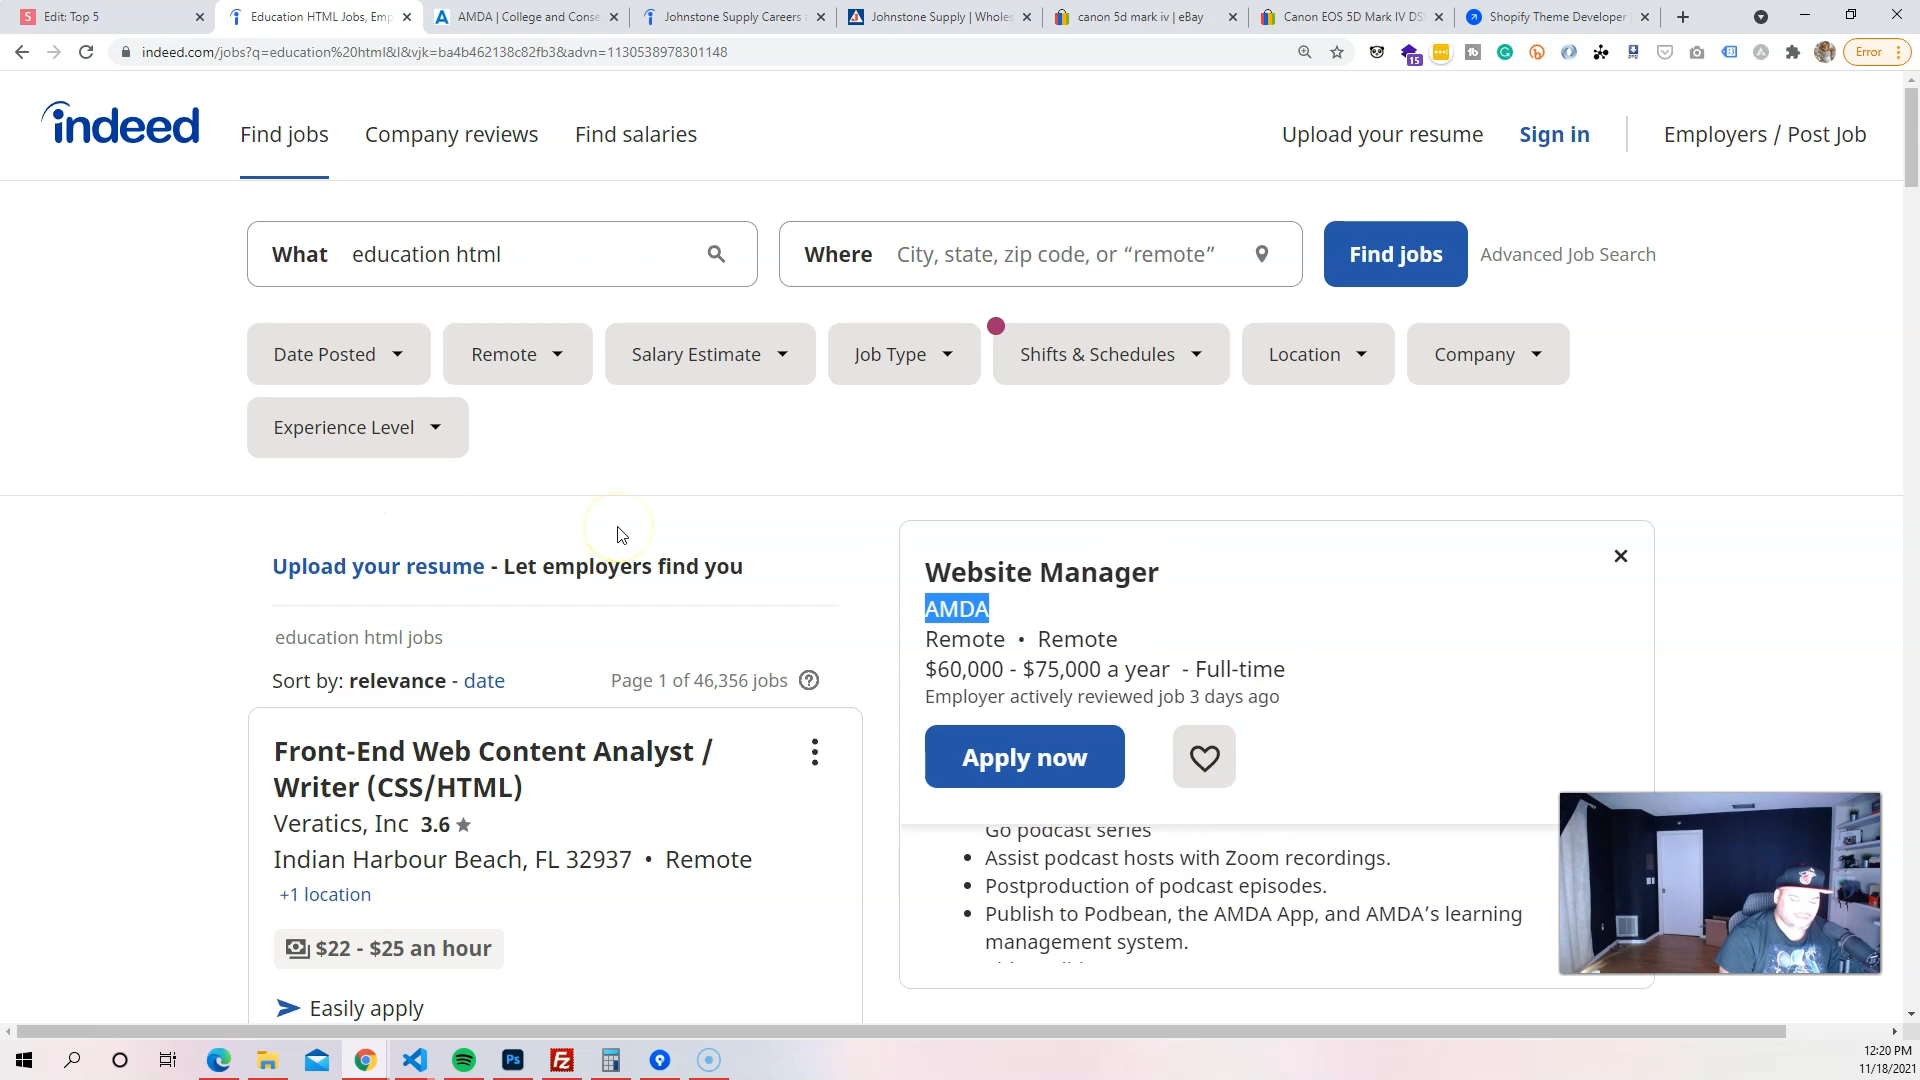 Edit: Top 5
Education HTML Jobs, Emp
AMDA | College and Conse
Johnstone Supply Careers
Johnstone Supply | Wholes
canon 5d mark iv | eBay
Canon EOS 5D Mark IV DS
Shopify Theme Developer
indeed.com/jobs?q=education%20html&l&vjk=ba4b462138c82fb3&advn=1130538978301148
15
Error
indeed
Find jobs
Company reviews
Find salaries
Upload your resume
Sign in
Employers / Post Job
What education html
Where City, state, zip code, or “remote”
Find jobs
Advanced Job Search
Date Posted
Remote
Salary Estimate
Job Type
Shifts & Schedules
Location
Company
Experience Level
Upload your resume - Let employers find you
education html jobs
Sort by: relevance - date
Page 1 of 46,356 jobs
Front-End Web Content Analyst /
Writer (CSS/HTML)
Veratics, Inc 3.6
Indian Harbour Beach, FL 32937 • Remote
+1 location
$22 - $25 an hour
Easily apply
Website Manager
AMDA
Remote • Remote
$60,000 - $75,000 a year - Full-time
Employer actively reviewed job 3 days ago
Apply now
Go podcast series
• Assist podcast hosts with Zoom recordings.
• Postproduction of podcast episodes.
• Publish to Podbean, the AMDA App, and AMDA’s learning
management system.
Ps
Fz
12:20 PM
11/18/2021